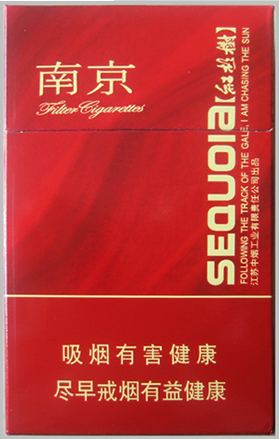 南京
Filter Cigarettes
SEQUOIA【红杉树】
FOLLOWING THE TRACK OF THE GALE, I AM CHASING THE SUN
江苏中烟工业有限责任公司出品
吸烟有害健康
尽早戒烟有益健康